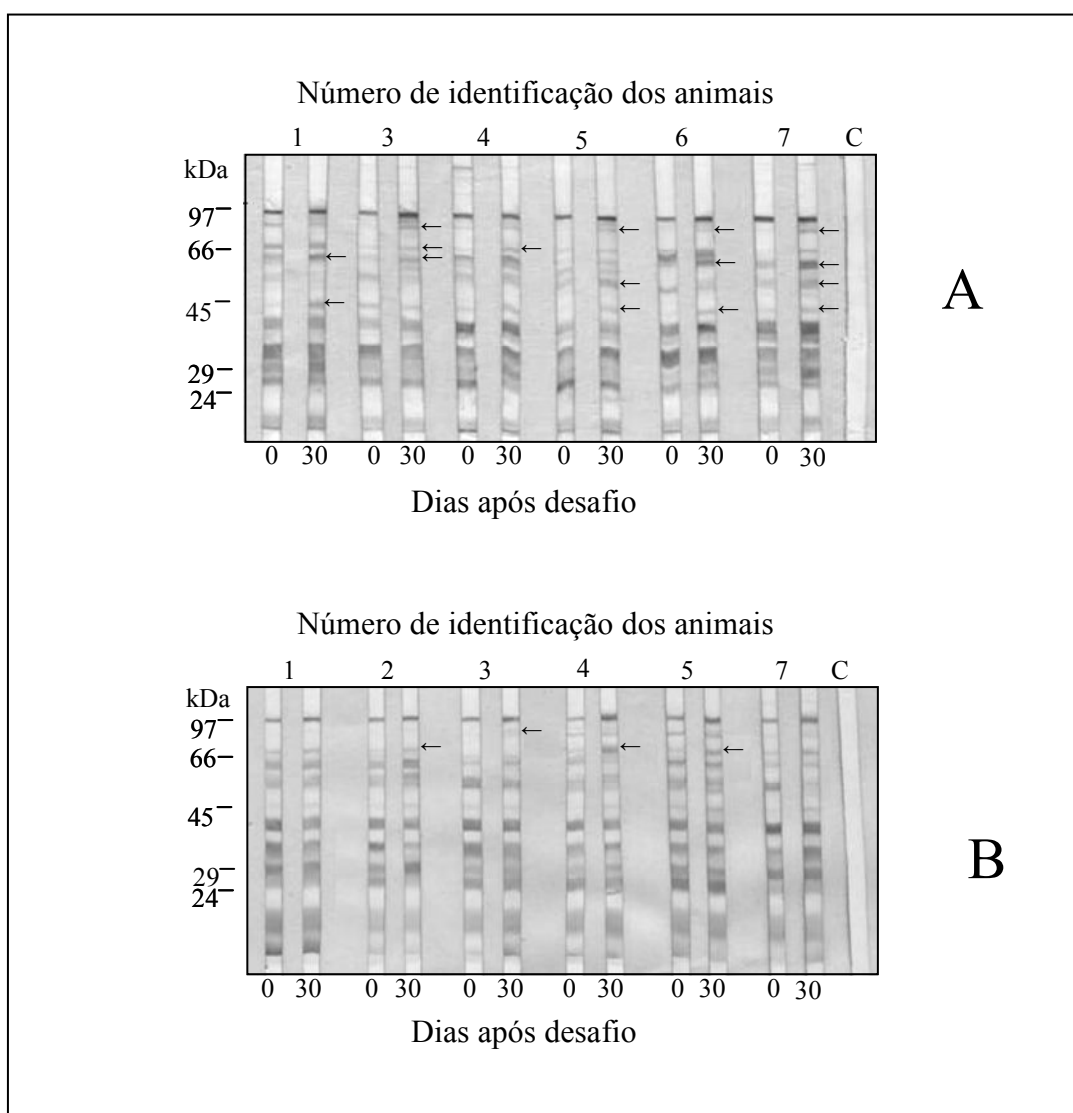 Número de identificação dos animais
1 3 4 5 6 7 C
kDa
97
66
45
29
24
0 30 0 30 0 30 0 30 0 30 0 30
Dias após desafio
A
Número de identificação dos animais
1 2 3 4 5 7 C
kDa
97
66
45
29
24
0 30 0 30 0 30 0 30 0 30 0 30
Dias após desafio
B